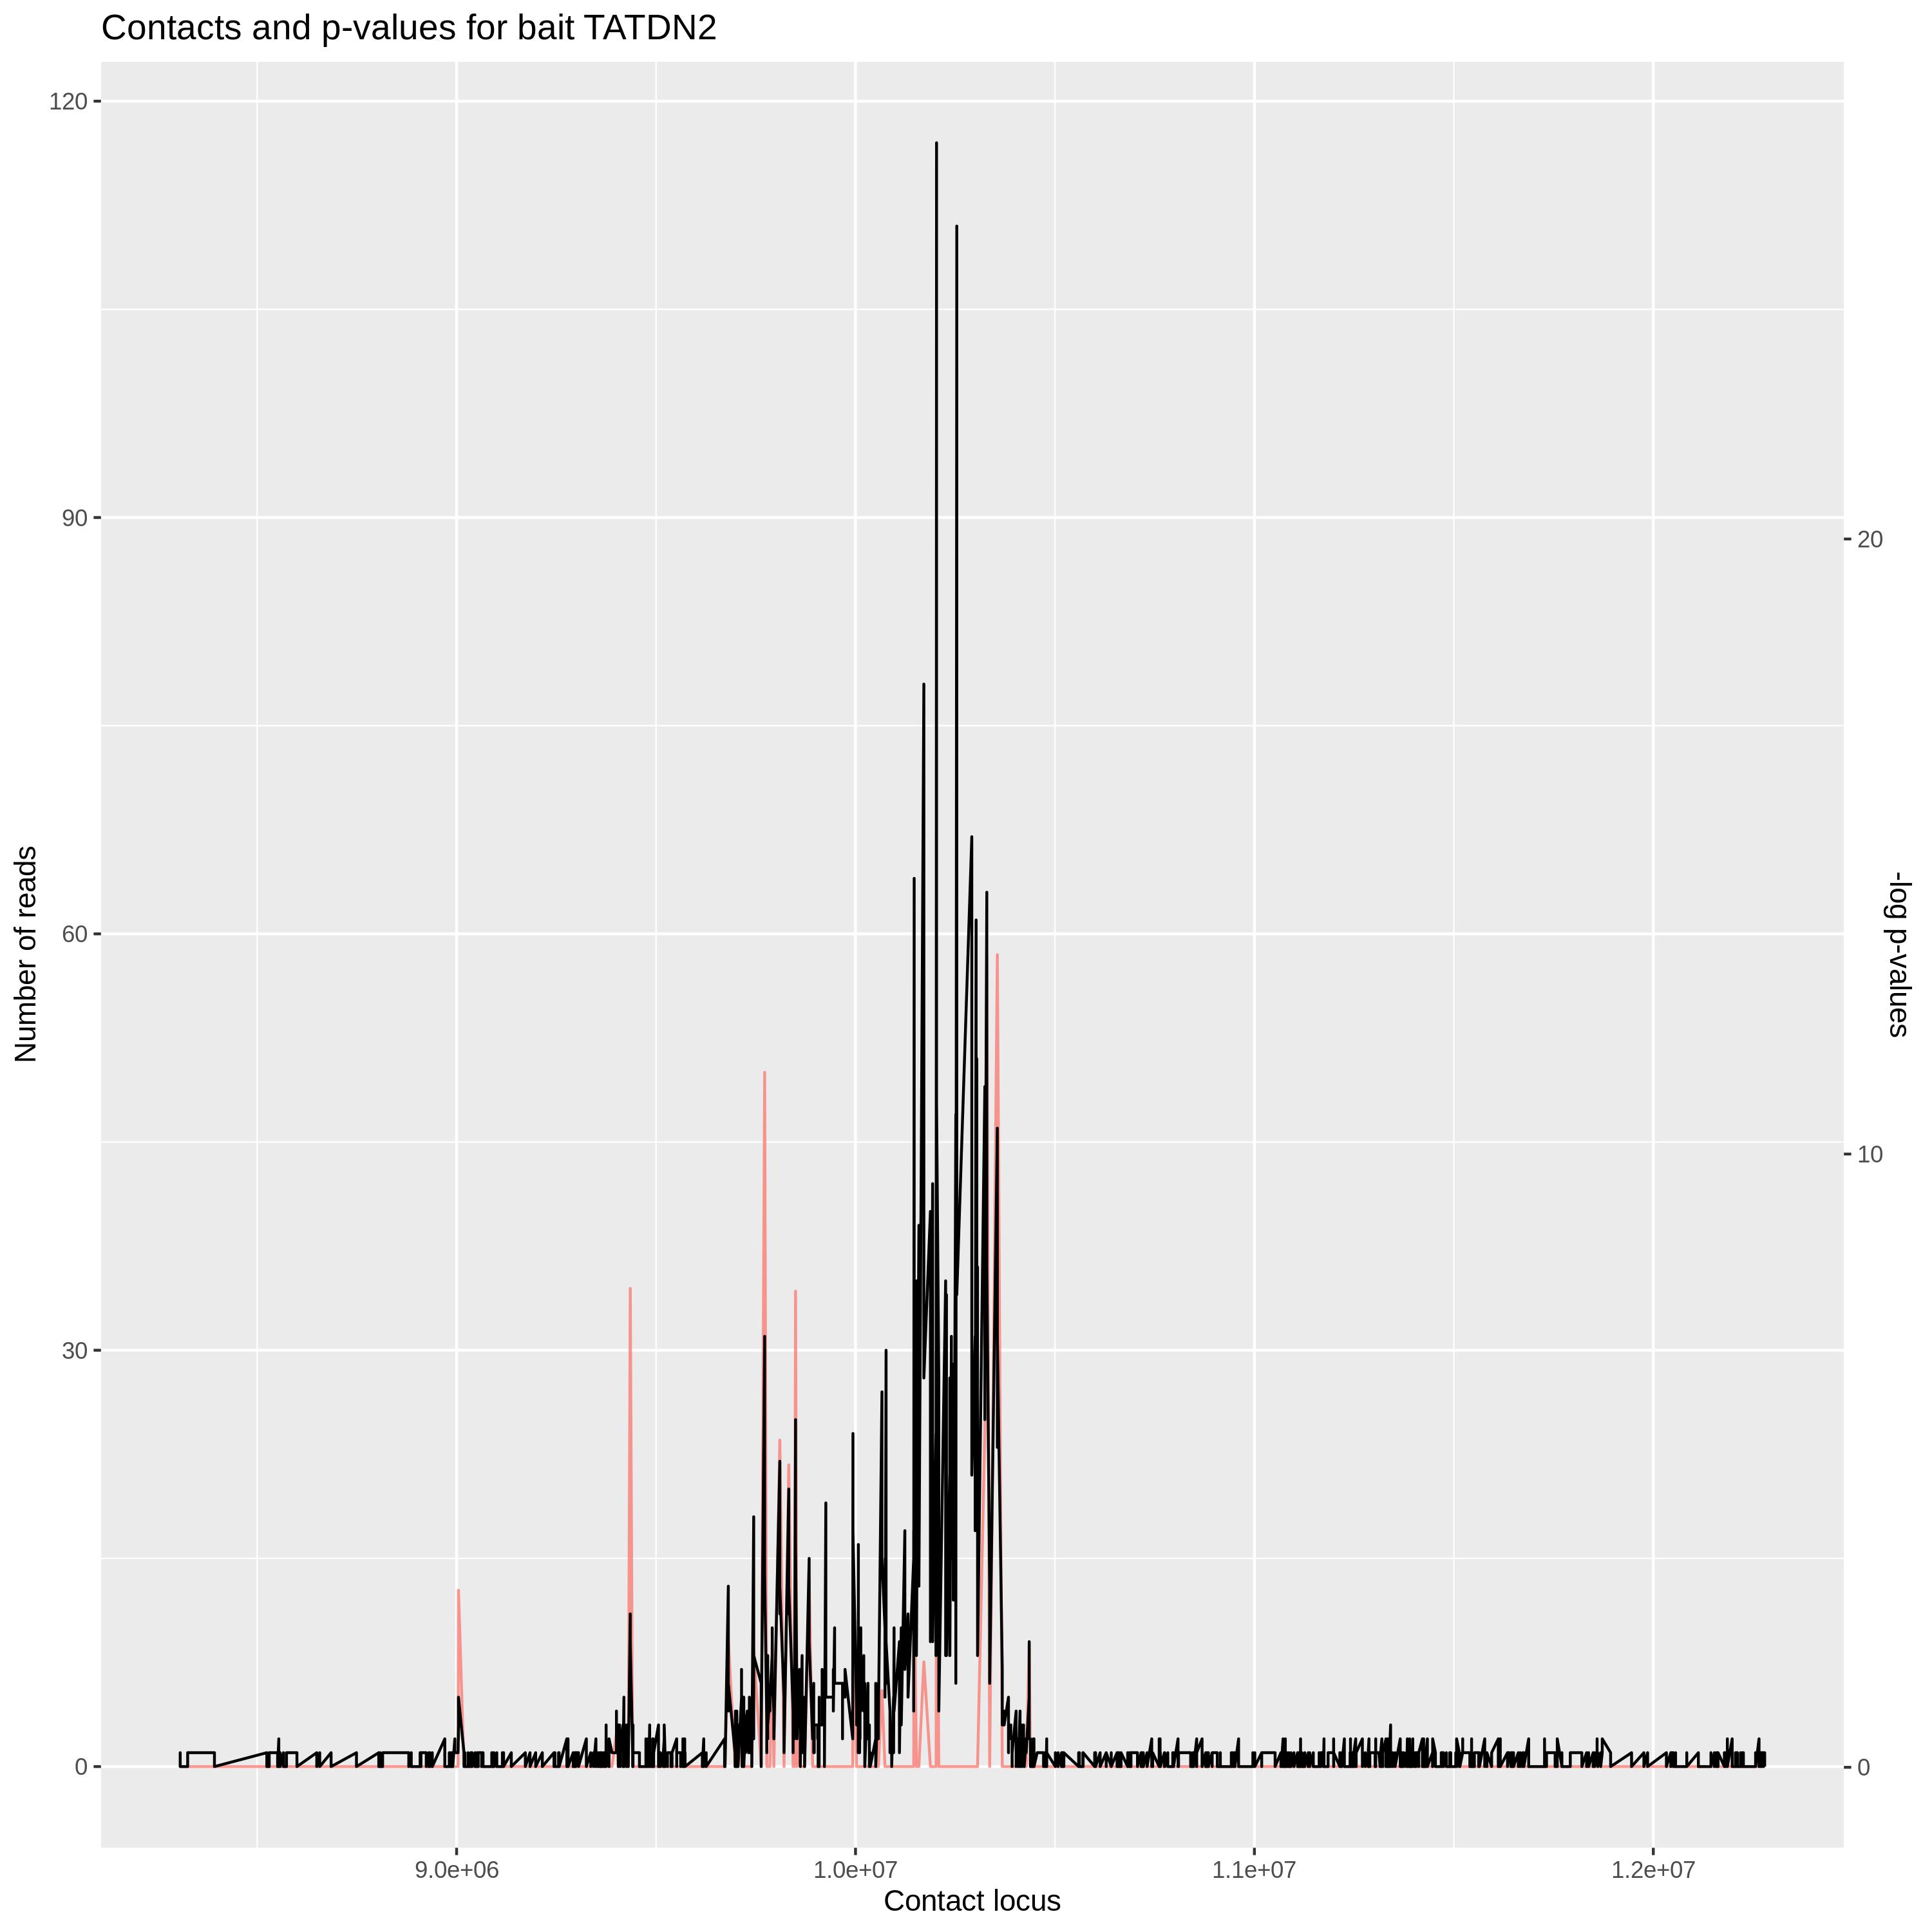 Contacts and p-values for bait TATDN2
120
90
60
30
0
Number of reads
20
10
0
-log p-values
9.0e+06
1.0e+07
1.1e+07
1.2e+07
Contact locus